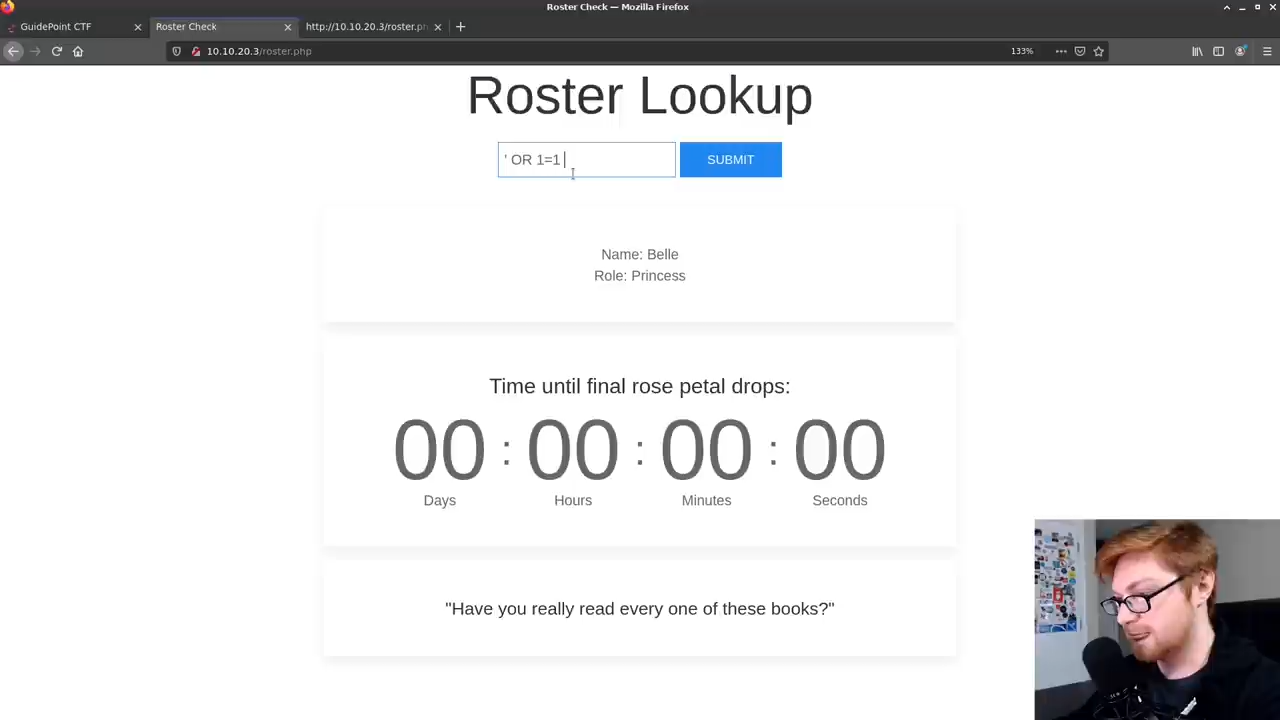 Roster Check — Mozilla Firefox
GuidePoint CTF
Roster Check
http://10.10.20.3/roster.ph
10.10.20.3/roster.php
133%
Roster Lookup
' OR 1=1
SUBMIT
Name: Belle
Role: Princess
Time until final rose petal drops:
00 : 00 : 00 : 00
Days Hours Minutes Seconds
"Have you really read every one of these books?"